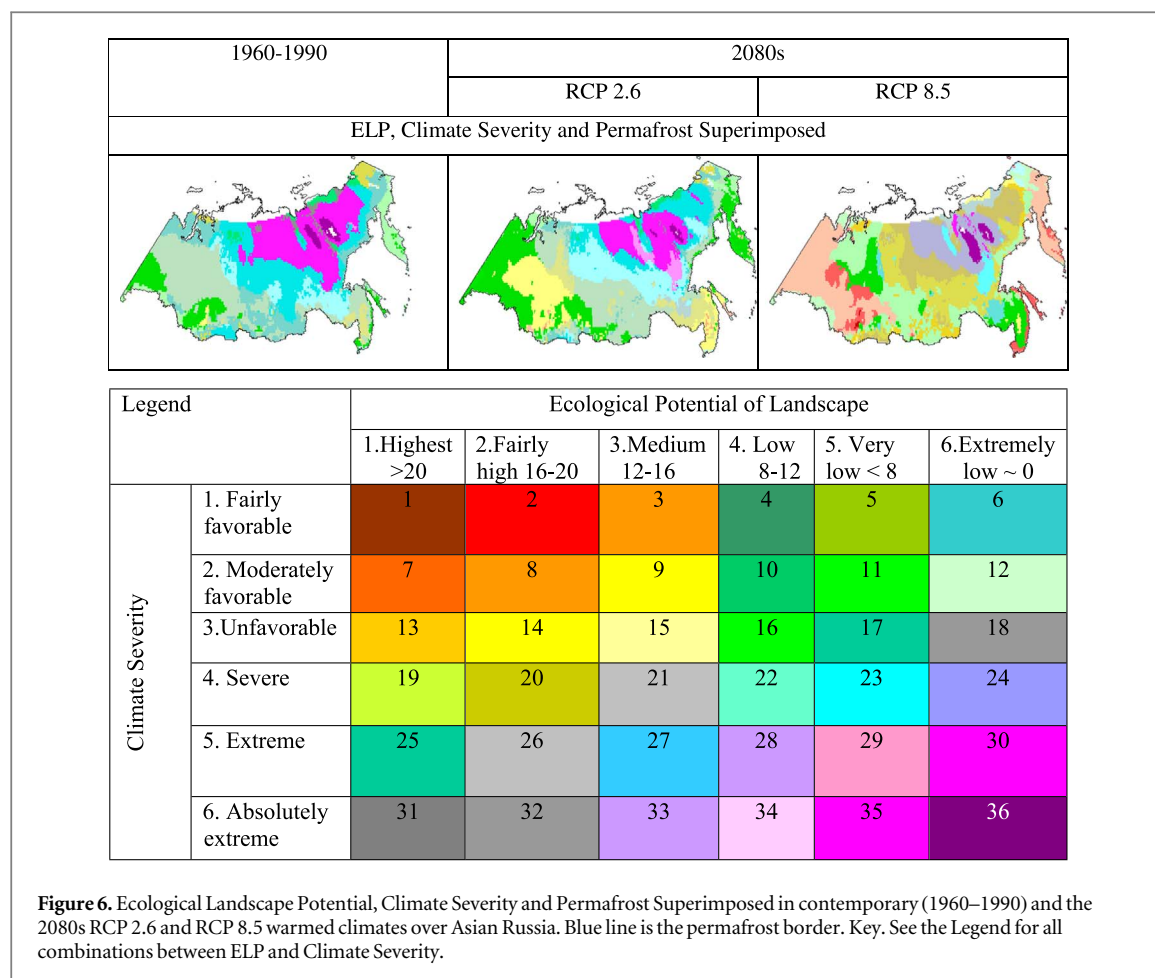 1960-1990
2080s
RCP 2.6
RCP 8.5
ELP, Climate Severity and Permafrost Superimposed
Legend
Ecological Potential of Landscape
1.Highest
>20
2.Fairly
high 16-20
3.Medium
12-16
4. Low
8-12
5. Very
low < 8
6.Extremely
low ~ 0
Climate Severity
1. Fairly
favorable
1 2 3 4 5 6
2. Moderately
favorable
7 8 9 10 11 12
3.Unfavorable
13 14 15 16 17 18
4. Severe
19 20 21 22 23 24
5. Extreme
25 26 27 28 29 30
6. Absolutely
extreme
31 32 33 34 35 36
Figure 6. Ecological Landscape Potential, Climate Severity and Permafrost Superimposed in contemporary (1960–1990) and the
2080s RCP 2.6 and RCP 8.5 warmed climates over Asian Russia. Blue line is the permafrost border. Key. See the Legend for all
combinations between ELP and Climate Severity.